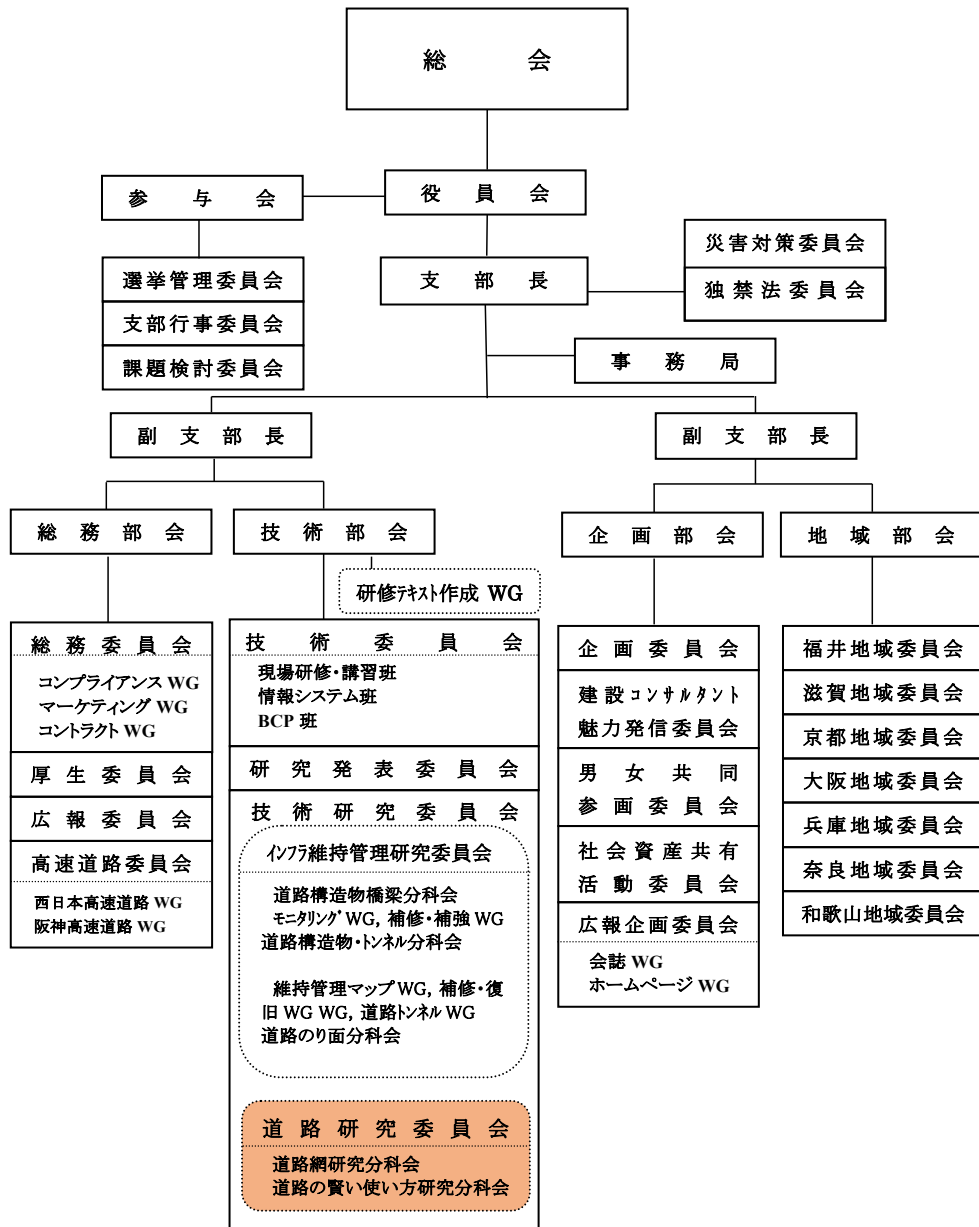 総会
役員会
参与会
選挙管理委員会
支部行事委員会
課題検討委員会
支部長
災害対策委員会
独禁法委員会
事務局
副支部長
副支部長
総務部会
技術部会
企画部会
地域部会
研修テキスト作成 WG
総務委員会
コンプライアンス WG
マーケティング WG
コントラクト WG
厚生委員会
広報委員会
高速道路委員会
西日本高速道路 WG
阪神高速道路 WG
技術委員会
現場研修・講習班
情報システム班
BCP 班
研究発表委員会
技術研究委員会
インフラ維持管理研究委員会
道路構造物橋梁分科会
モニタリング WG, 補修・補強 WG
道路構造物・トンネル分科会
維持管理マップ WG, 補修・復
旧 WG WG, 道路トンネル WG
道路のり面分科会
道路研究委員会
道路網研究分科会
道路の賢い使い方研究分科会
企画委員会
建設コンサルタント
魅力発信委員会
男女共同
参画委員会
社会資産共有
活動委員会
広報企画委員会
会誌 WG
ホームページ WG
福井地域委員会
滋賀地域委員会
京都地域委員会
大阪地域委員会
兵庫地域委員会
奈良地域委員会
和歌山地域委員会